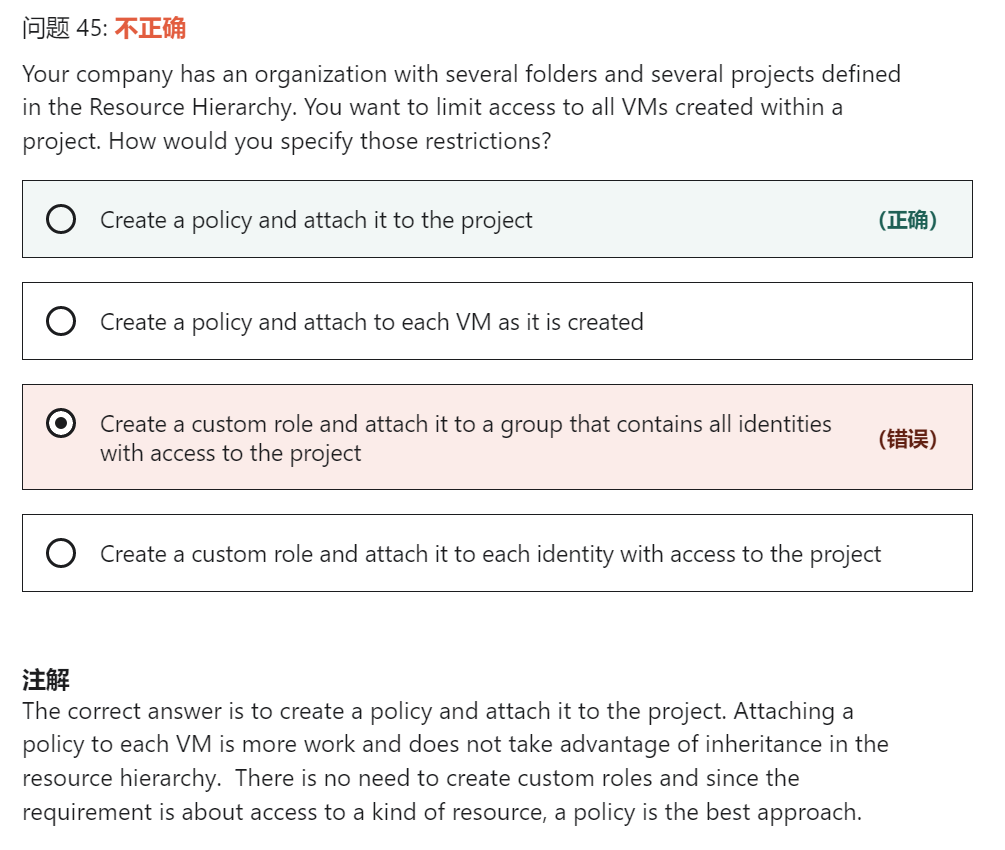 问题 45: 不正确
Your company has an organization with several folders and several projects defined
in the Resource Hierarchy. You want to limit access to all VMs created within a
project. How would you specify those restrictions?
Create a policy and attach it to the project
(正确)
Create a policy and attach to each VM as it is created
Create a custom role and attach it to a group that contains all identities
with access to the project
(错误)
Create a custom role and attach it to each identity with access to the project
注解
The correct answer is to create a policy and attach it to the project. Attaching a
policy to each VM is more work and does not take advantage of inheritance in the
resource hierarchy.  There is no need to create custom roles and since the
requirement is about access to a kind of resource, a policy is the best approach.